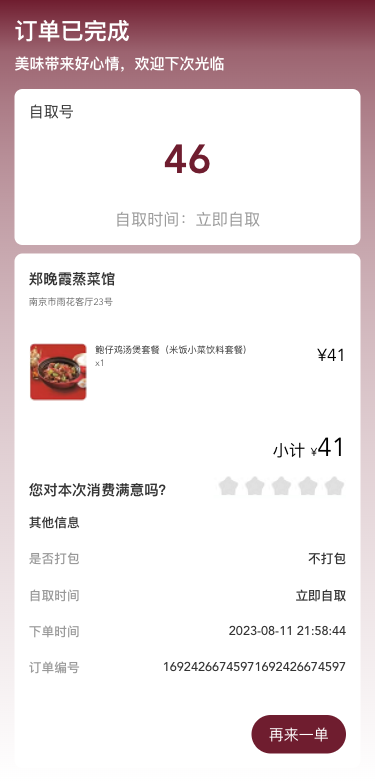 订单已完成
美味带来好心情，欢迎下次光临
自取号
46
自取时间：立即自取
郑晚霞蒸菜馆
南京市雨花客厅23号
鲍仔鸡汤煲套餐（米饭小菜饮料套餐） ¥41
x1
小计 ¥41
您对本次消费满意吗?
其他信息
是否打包 不打包
自取时间 立即自取
下单时间 2023-08-11 21:58:44
订单编号 16924266745971692426674597
再来一单